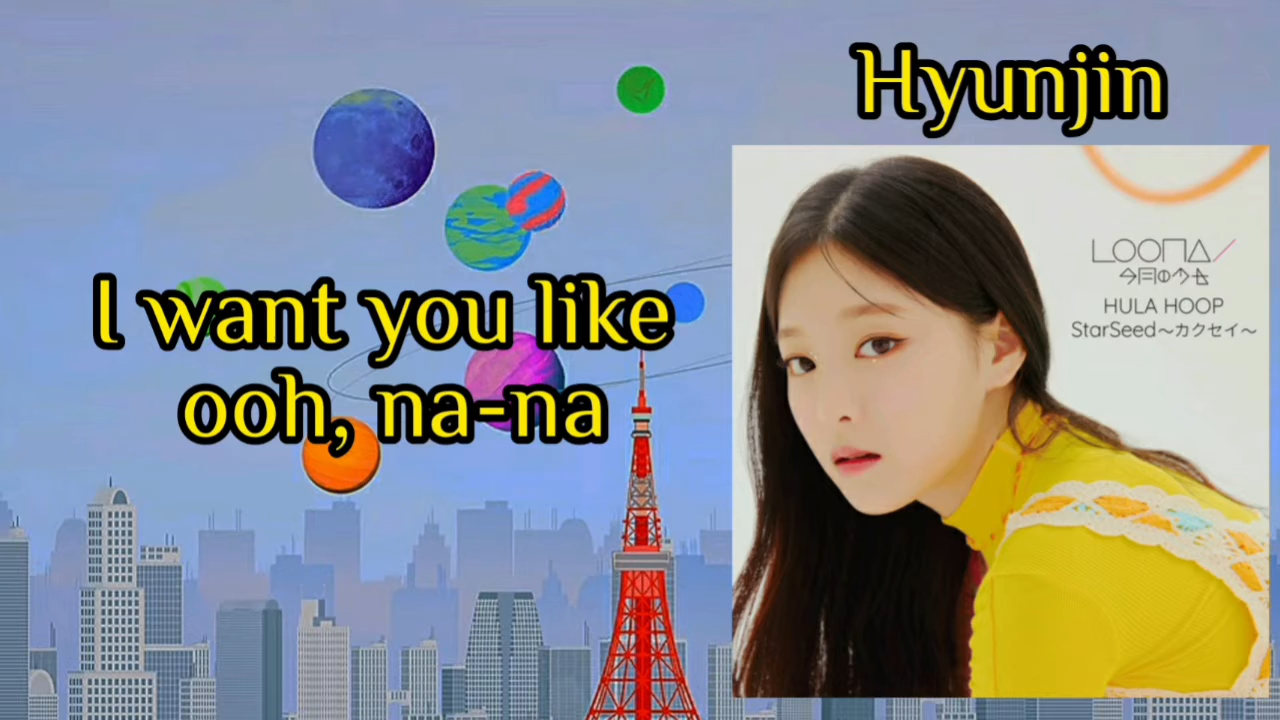 Hyunjin
I want you like
ooh, na-na
LOOΠΔ/
今月の少女
HULA HOOP
StarSeed～カクセイ～